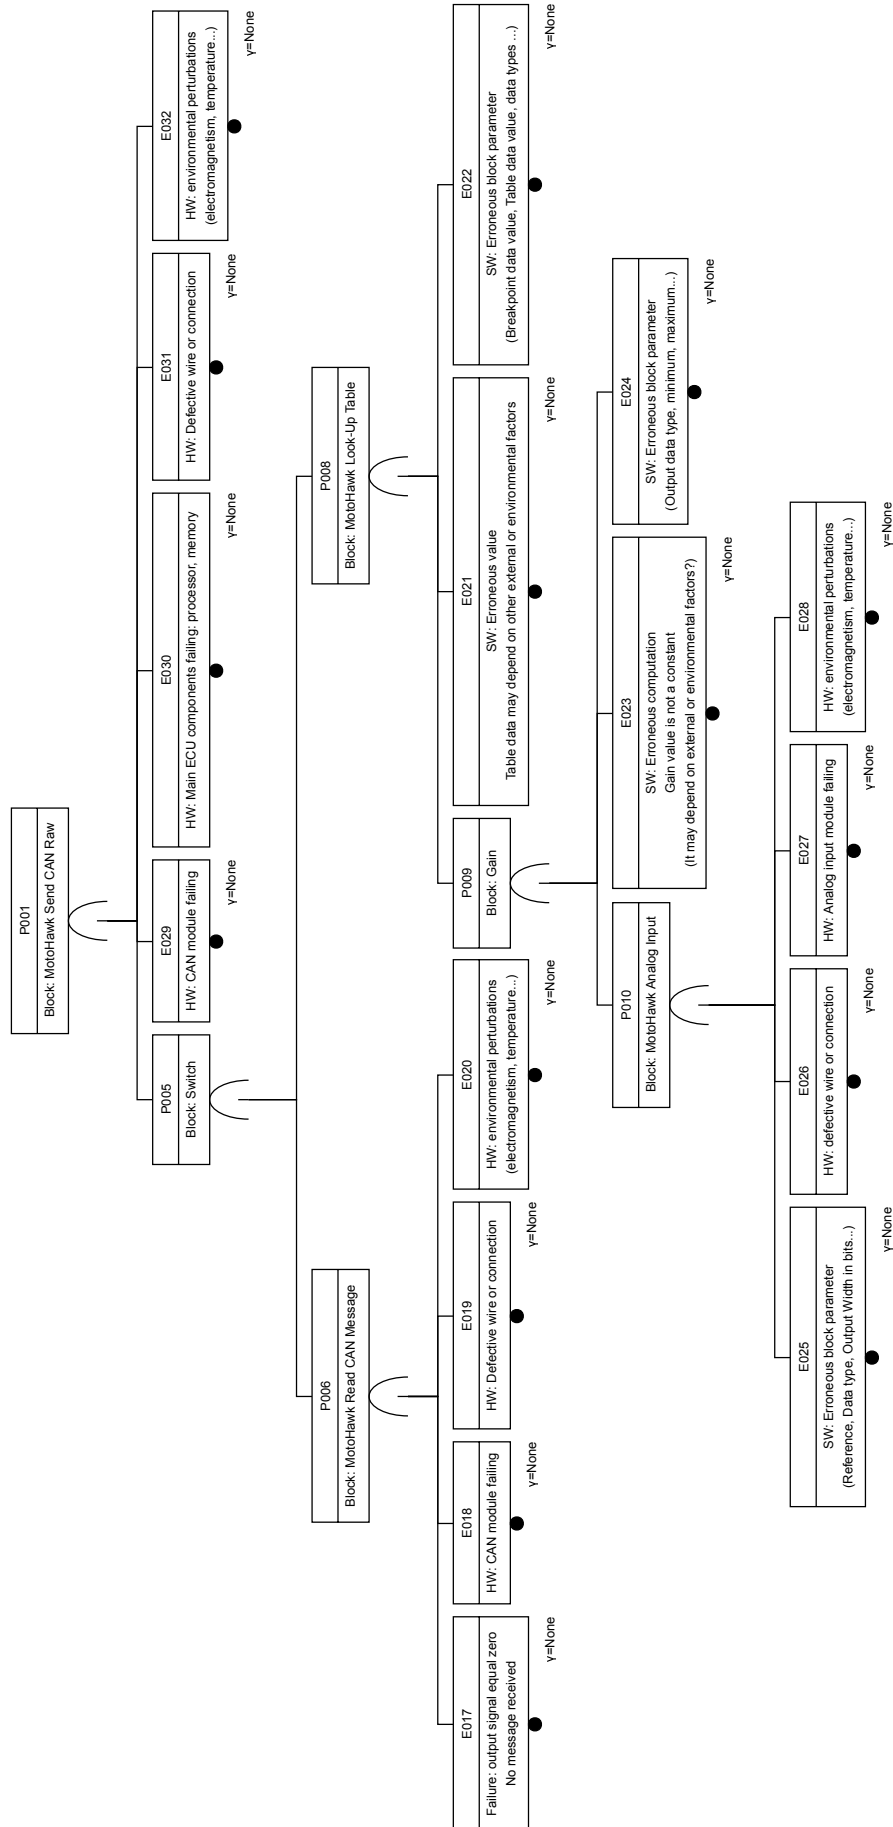 P001
Block: MotoHawk Send CAN Raw
P005
Block: Switch
E029
HW: CAN module failing
γ=None
E030
HW: Main ECU components failing: processor, memory
γ=None
E031
HW: Defective wire or connection
γ=None
E032
HW: environmental perturbations
(electromagnetism, temperature...)
γ=None
P006
Block: MotoHawk Read CAN Message
P008
Block: MotoHawk Look-Up Table
E017
Failure: output signal equal zero
No message received
γ=None
E018
HW: CAN module failing
γ=None
E019
HW: Defective wire or connection
γ=None
E020
HW: environmental perturbations
(electromagnetism, temperature...)
γ=None
P009
Block: Gain
E021
SW: Erroneous value
Table data may depend on other external or environmental factors
γ=None
E022
SW: Erroneous block parameter
(Breakpoint data value, Table data value, data types ...)
γ=None
P010
Block: MotoHawk Analog Input
E023
SW: Erroneous computation
Gain value is not a constant
(It may depend on external or environmental factors?)
γ=None
E024
SW: Erroneous block parameter
(Output data type, minimum, maximum...)
γ=None
E025
SW: Erroneous block parameter
(Reference, Data type, Output Width in bits...)
γ=None
E026
HW: defective wire or connection
γ=None
E027
HW: Analog input module failing
γ=None
E028
HW: environmental perturbations
(electromagnetism, temperature...)
γ=None